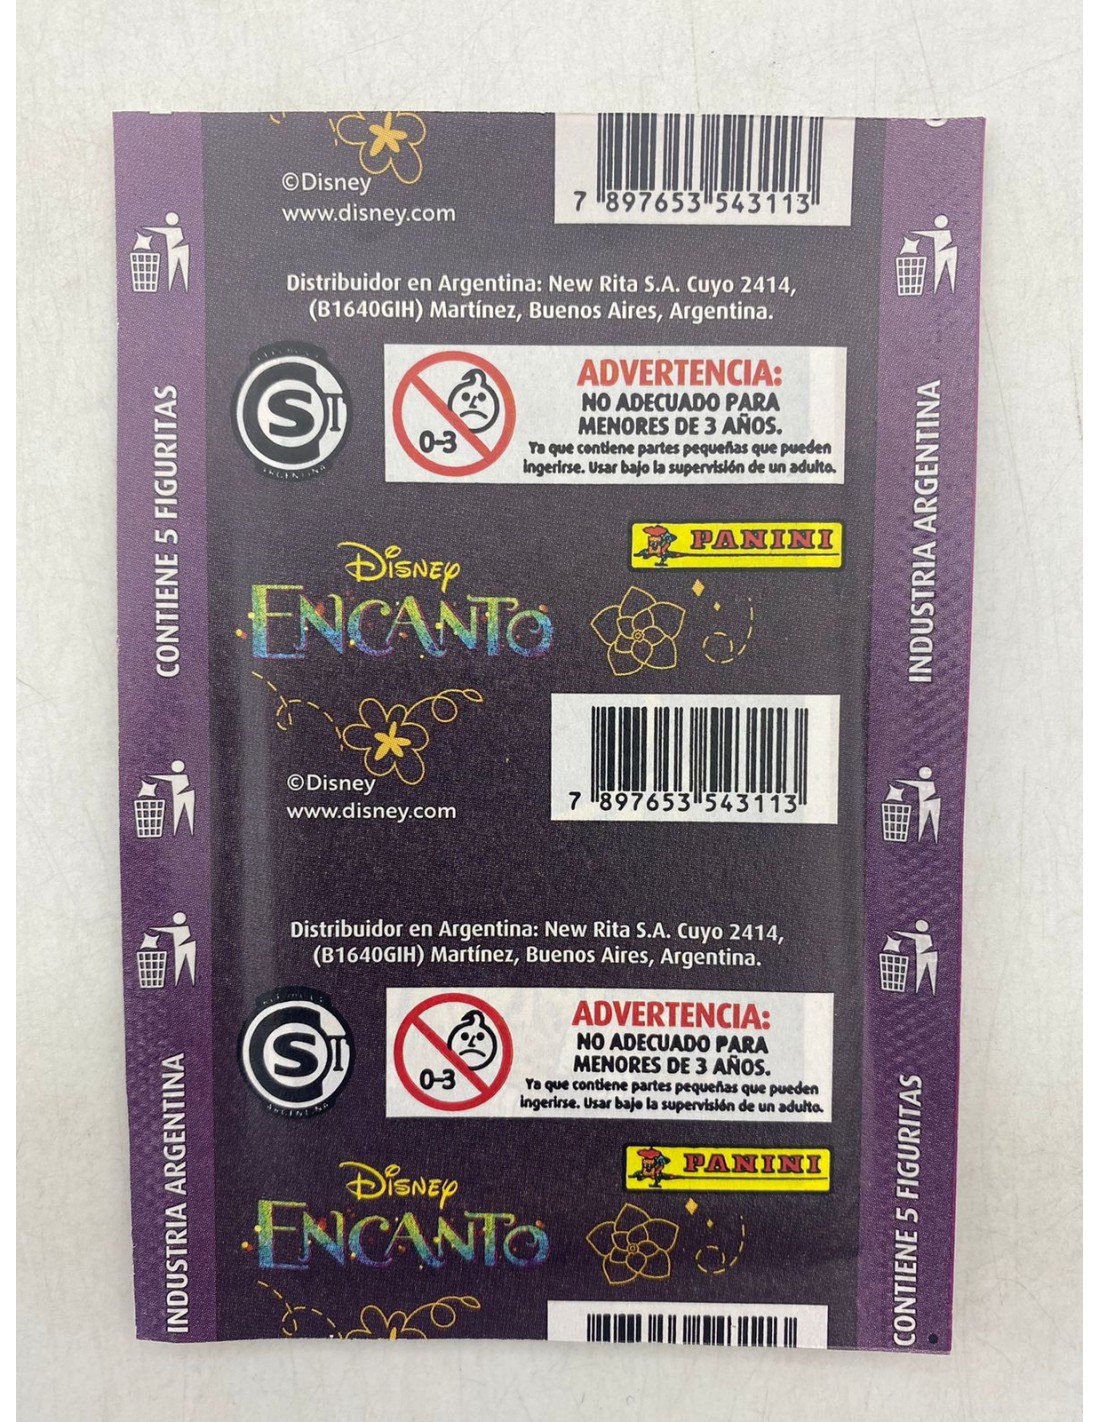 ©Disney
www.disney.com
7 897653 543113
Distribuidor en Argentina: New Rita S.A. Cuyo 2414,
(B1640GIH) Martínez, Buenos Aires, Argentina.
S
ARGENTINA
0-3
ADVERTENCIA:
NO ADECUADO PARA
MENORES DE 3 AÑOS.
Ya que contiene partes pequeñas que pueden
ingerirse. Usar bajo la supervisión de un adulto.
CONTIENE 5 FIGURITAS
INDUSTRIA ARGENTINA
PANINI
Disney
ENCANTO
©Disney
www.disney.com
7 897653 543113
Distribuidor en Argentina: New Rita S.A. Cuyo 2414,
(B1640GIH) Martínez, Buenos Aires, Argentina.
S
ARGENTINA
0-3
ADVERTENCIA:
NO ADECUADO PARA
MENORES DE 3 AÑOS.
Ya que contiene partes pequeñas que pueden
ingerirse. Usar bajo la supervisión de un adulto.
INDUSTRIA ARGENTINA
CONTIENE 5 FIGURITAS
PANINI
Disney
ENCANTO